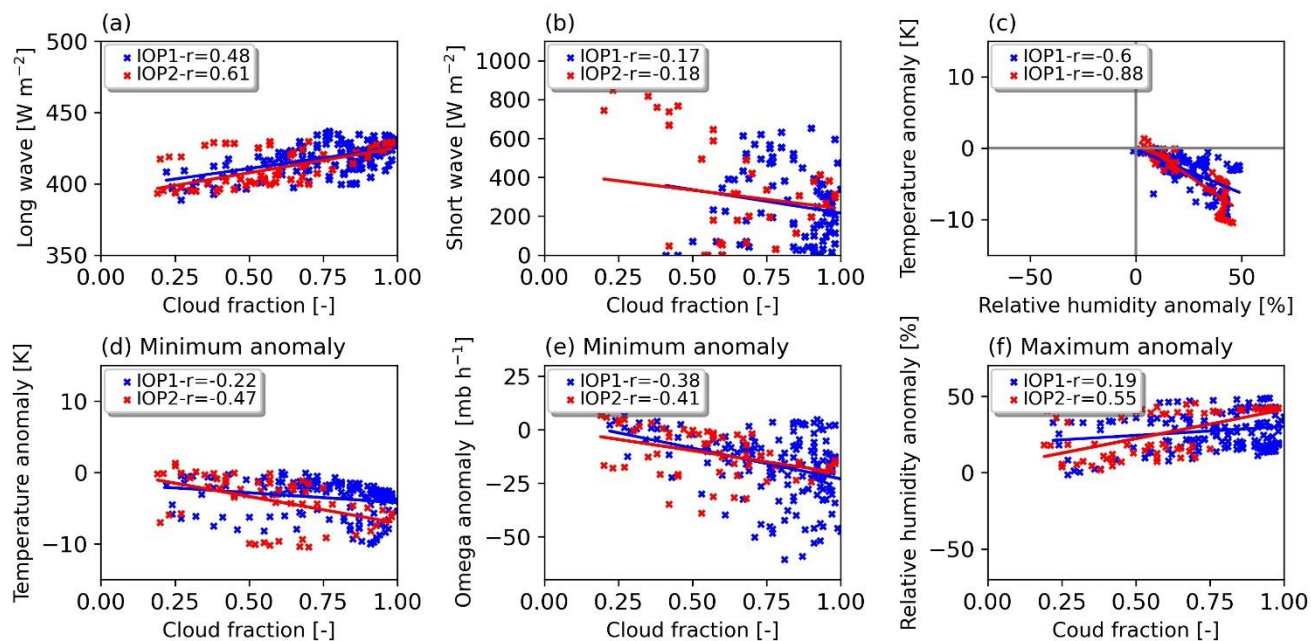 (a)
500
450
400
350
Long wave [W m⁻²]
IOP1-r=0.48
IOP2-r=0.61
0.00 0.25 0.50 0.75 1.00
Cloud fraction [-]
(b)
1000
800
600
400
200
0
Short wave [W m⁻²]
IOP1-r=-0.17
IOP2-r=-0.18
0.00 0.25 0.50 0.75 1.00
Cloud fraction [-]
(c)
10
0
−10
Temperature anomaly [K]
IOP1-r=-0.6
IOP1-r=-0.88
−50 0 50
Relative humidity anomaly [%]
(d) Minimum anomaly
10
0
−10
Temperature anomaly [K]
IOP1-r=-0.22
IOP2-r=-0.47
0.00 0.25 0.50 0.75 1.00
Cloud fraction [-]
(e) Minimum anomaly
25
0
−25
−50
Omega anomaly [mb h⁻¹]
IOP1-r=-0.38
IOP2-r=-0.41
0.00 0.25 0.50 0.75 1.00
Cloud fraction [-]
(f) Maximum anomaly
50
0
−50
Relative humidity anomaly [%]
IOP1-r=0.19
IOP2-r=0.55
0.00 0.25 0.50 0.75 1.00
Coud fraction [-]